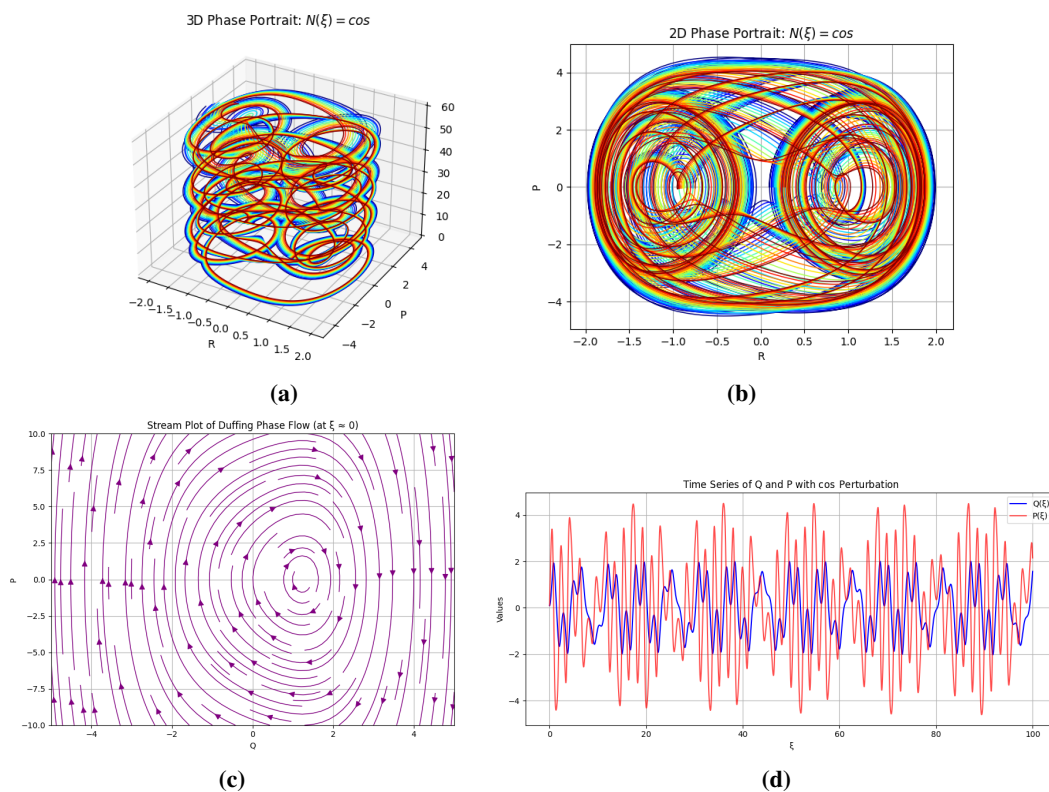 3D Phase Portrait: N(ξ) = cos
60
50
40
30
20
10
0
4
2
0
−2
−4
P
−2.0
−1.5
−1.0
−0.5
0.0
0.5
1.0
1.5
2.0
R
(a)
2D Phase Portrait: N(ξ) = cos
4
2
0
−2
−4
P
−2.0 −1.5 −1.0 −0.5 0.0 0.5 1.0 1.5 2.0
R
(b)
Stream Plot of Duffing Phase Flow (at ξ ≈ 0)
10.0
7.5
5.0
2.5
0.0
−2.5
−5.0
−7.5
−10.0
P
−4 −2 0 2 4
Q
(c)
Time Series of Q and P with cos Perturbation
Q(ξ)
P(ξ)
4
2
0
−2
−4
Values
0 20 40 60 80 100
ξ
(d)